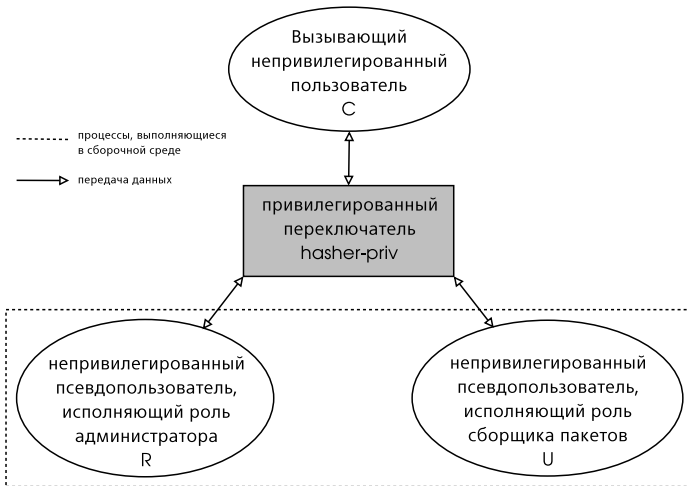 Вызывающий
непривилегированный
пользователь
C
процессы, выполняющиеся
в сборочной среде
передача данных
привилегированный
переключатель
hasher-priv
непривилегированный
псевдопользователь,
исполняющий роль
администратора
R
непривилегированный
псевдопользователь,
исполняющий роль
сборщика пакетов
U